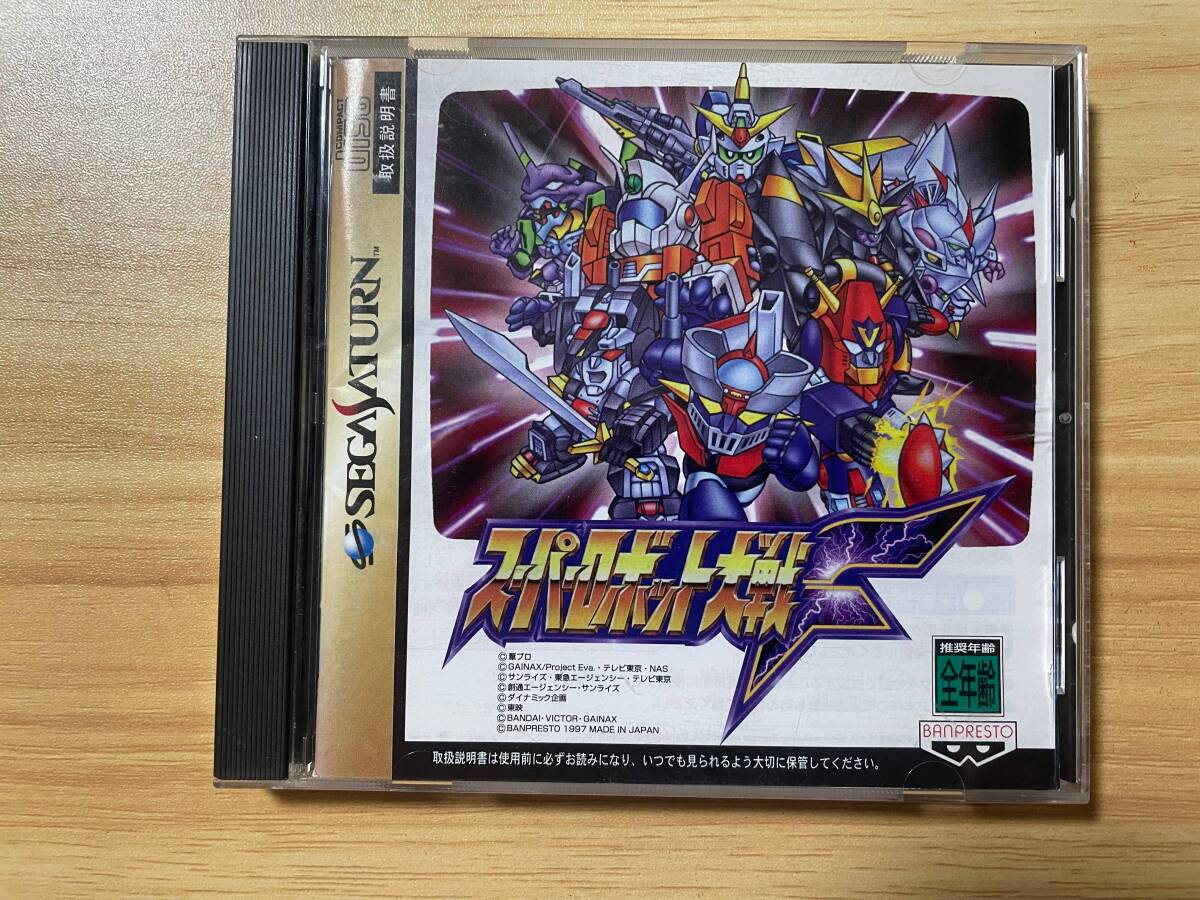 COMPACT
DISC
取扱説明書
SEGA SATURN™
スーパーロボット大戦F
©葦プロ
©GAINAX/Project Eva.・テレビ東京・NAS
©サンライズ・東急エージェンシー・テレビ東京
©創通エージェンシー・サンライズ
©ダイナミック企画
©東映
©BANDAI・VICTOR・GAINAX
©BANPRESTO 1997 MADE IN JAPAN
推奨年齢
全年齢
BANPRESTO
取扱説明書は使用前に必ずお読みになり、いつでも見られるよう大切に保管してください。